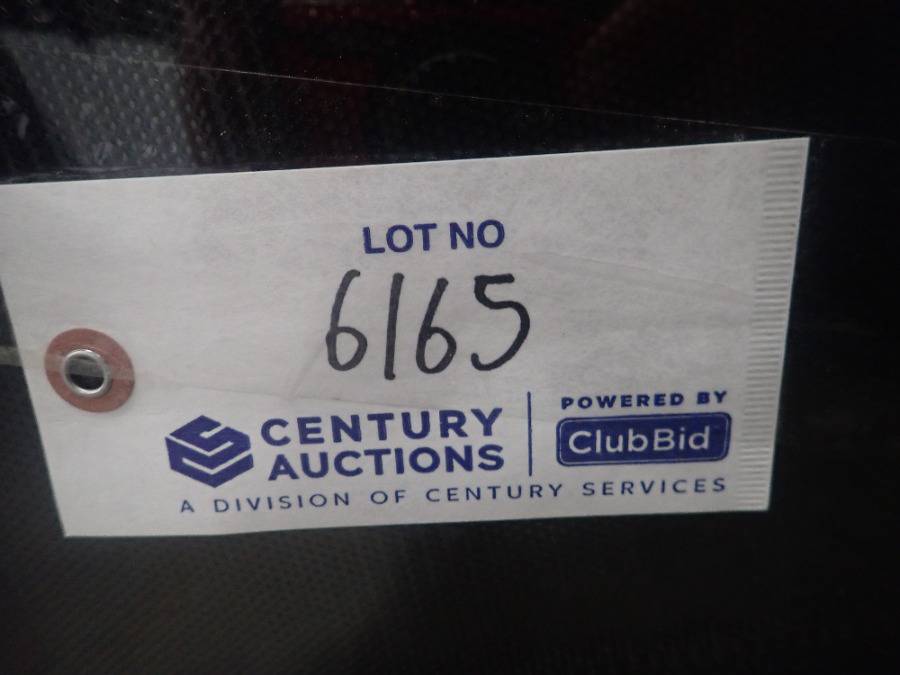 LOT NO
6165
CENTURY
AUCTIONS
POWERED BY
ClubBid
A DIVISION OF CENTURY SERVICES